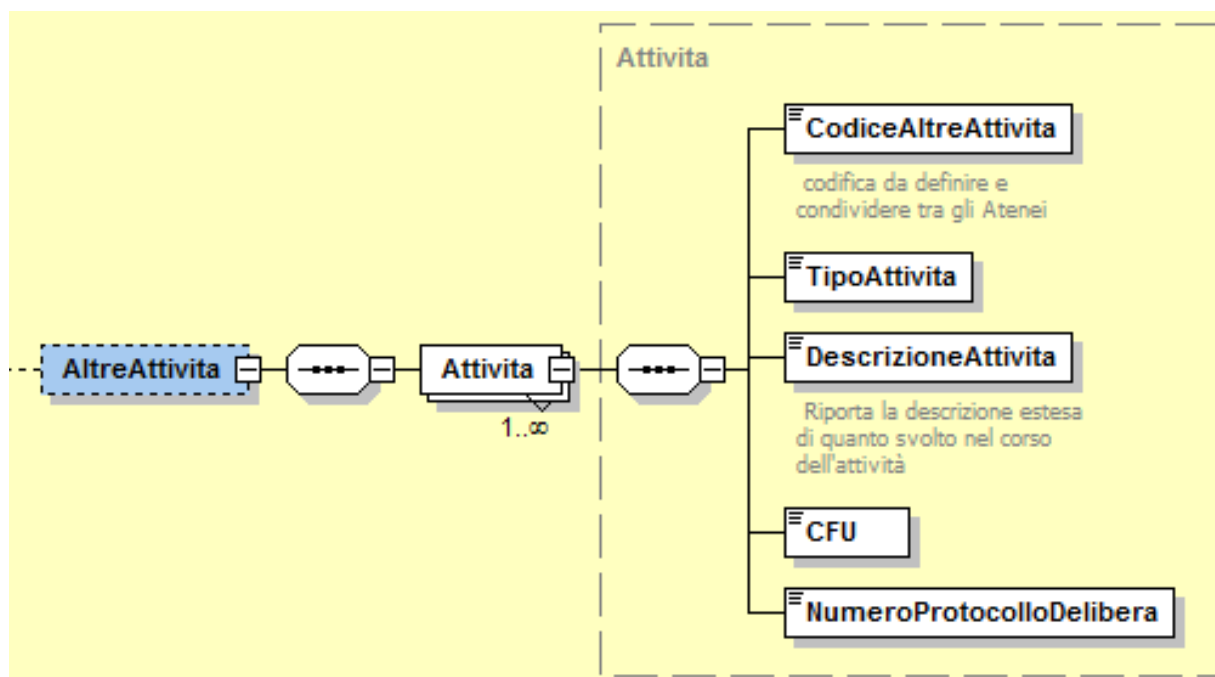 Attivita
CodiceAltreAttivita
codifica da definire e
condividere tra gli Atenei
TipoAttivita
AltreAttivita
Attivita
1..∞
DescrizioneAttivita
Riporta la descrizione estesa
di quanto svolto nel corso
dell'attività
CFU
NumeroProtocolloDelibera